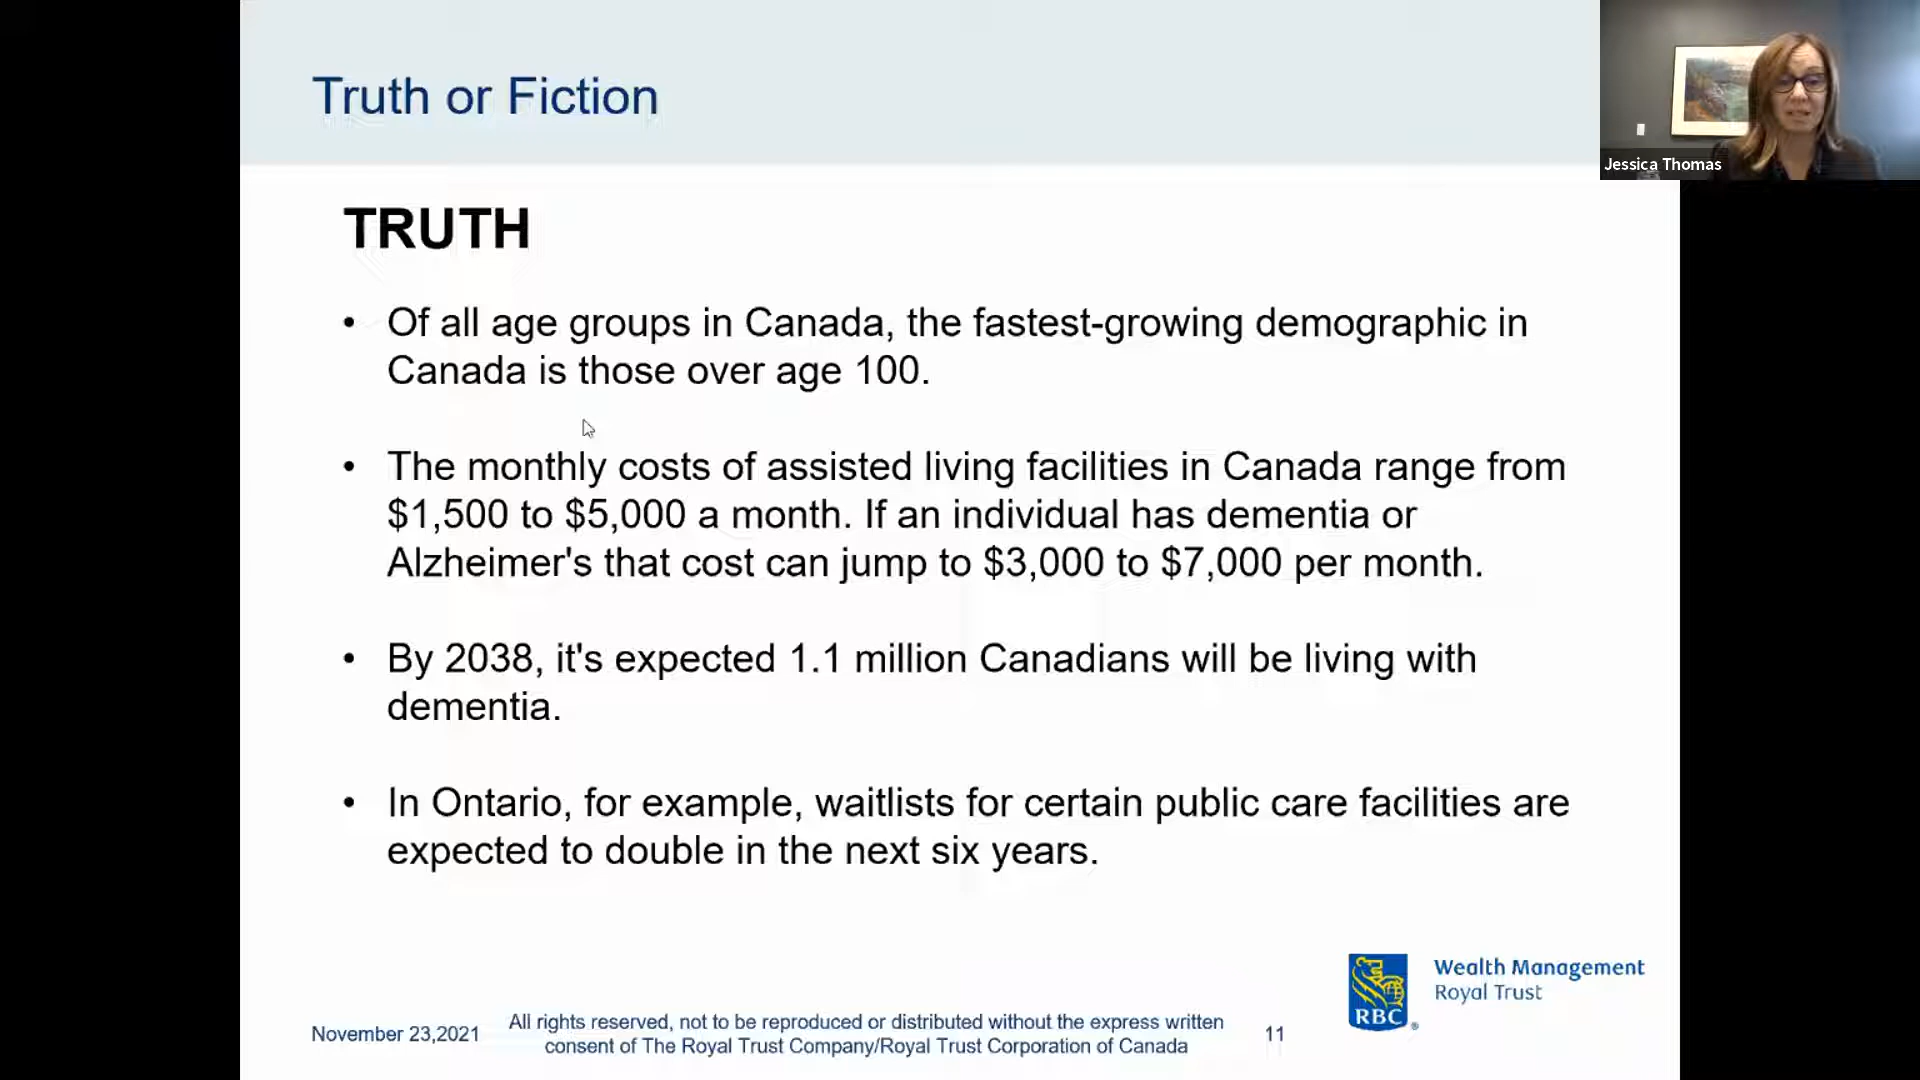 Truth or Fiction
Jessica Thomas
TRUTH
• Of all age groups in Canada, the fastest-growing demographic in
Canada is those over age 100.
• The monthly costs of assisted living facilities in Canada range from
$1,500 to $5,000 a month. If an individual has dementia or
Alzheimer's that cost can jump to $3,000 to $7,000 per month.
• By 2038, it's expected 1.1 million Canadians will be living with
dementia.
• In Ontario, for example, waitlists for certain public care facilities are
expected to double in the next six years.
Wealth Management
Royal Trust
RBC ®
November 23,2021
All rights reserved, not to be reproduced or distributed without the express written
consent of The Royal Trust Company/Royal Trust Corporation of Canada
11